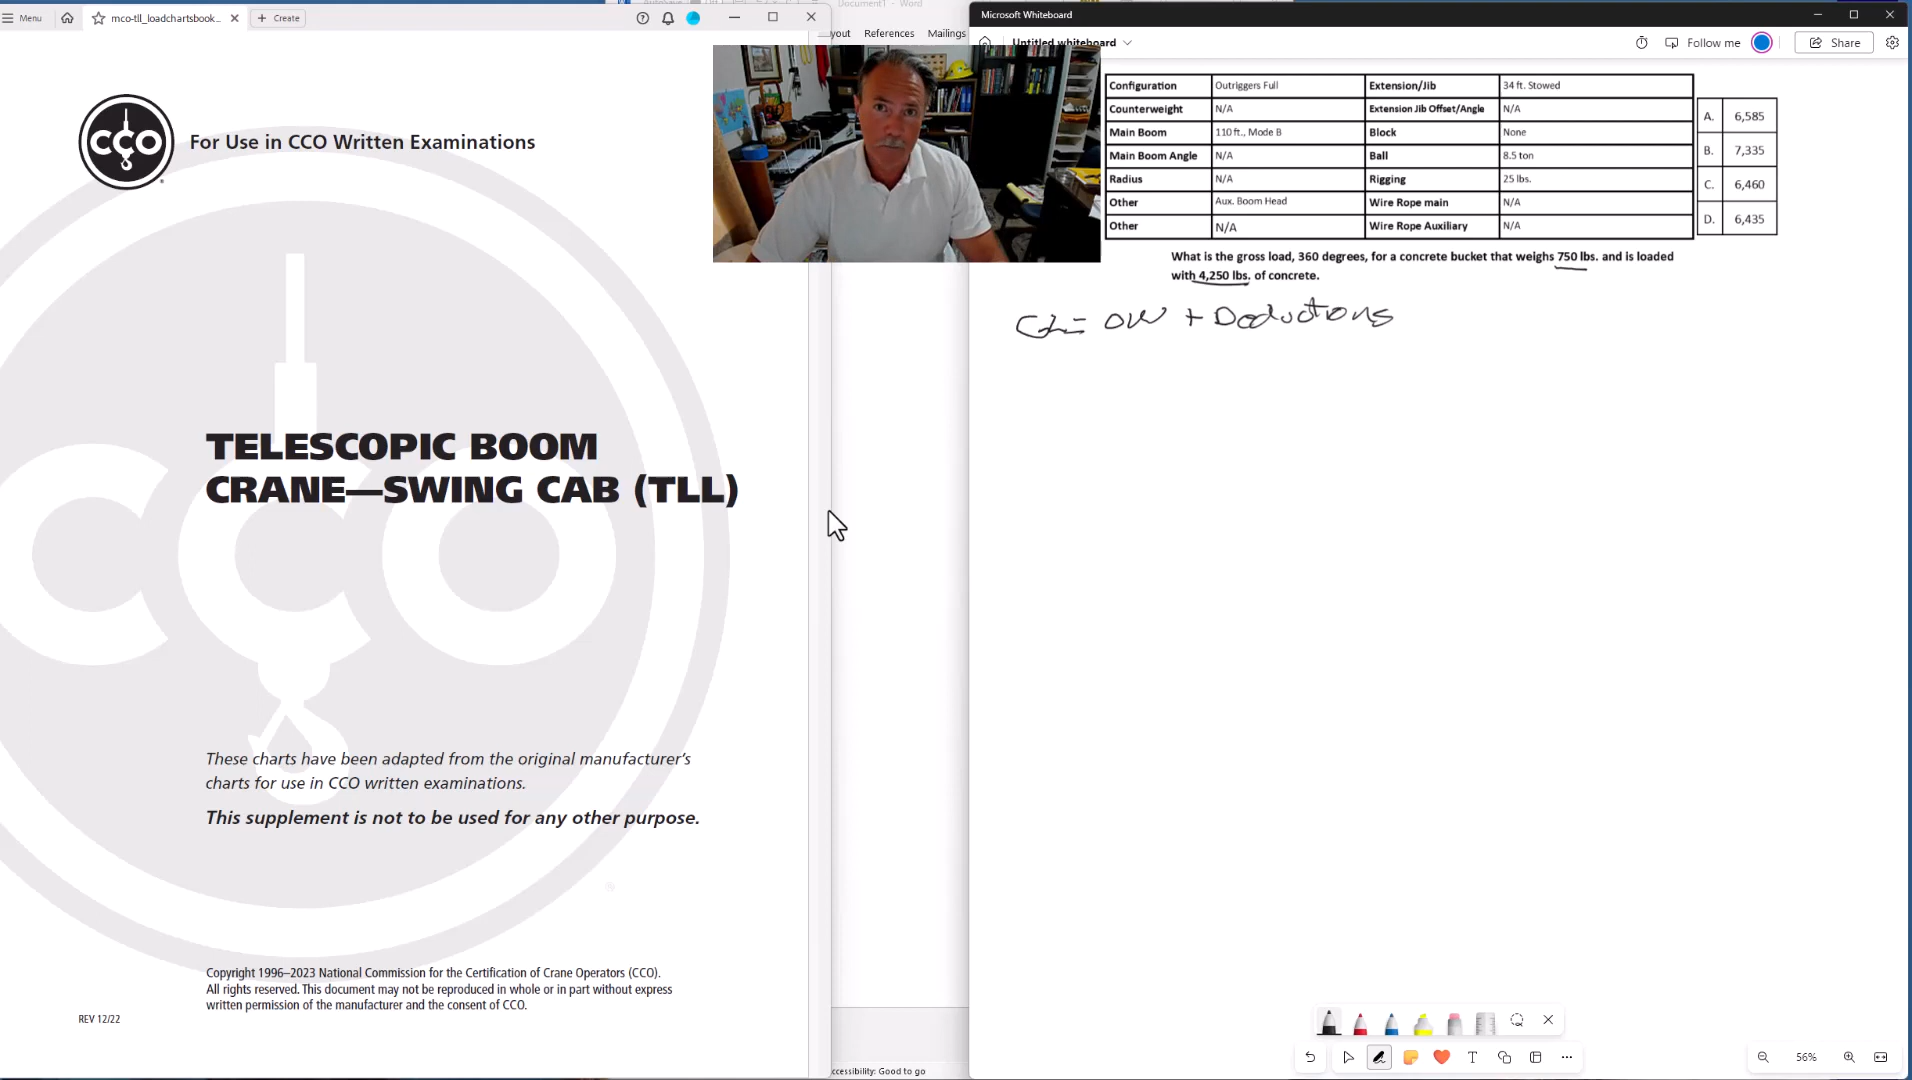 Menu
mco-tll_loadchartsbook...
Create
Document1 - Word
References
Mailings
For Use in CCO Written Examinations
CCO
TELESCOPIC BOOM
CRANE—SWING CAB (TLL)
These charts have been adapted from the original manufacturer's
charts for use in CCO written examinations.
This supplement is not to be used for any other purpose.
Copyright 1996–2023 National Commission for the Certification of Crane Operators (CCO).
All rights reserved. This document may not be reproduced in whole or in part without express
written permission of the manufacturer and the consent of CCO.
REV 12/22
ccessibility: Good to go
Microsoft Whiteboard
Untitled whiteboard
Follow me
Share
Configuration Outriggers Full Extension/Jib 34 ft. Stowed
Counterweight N/A Extension Jib Offset/Angle N/A
Main Boom 110 ft., Mode B Block None
Main Boom Angle N/A Ball 8.5 ton
Radius N/A Rigging 25 lbs.
Other Aux. Boom Head Wire Rope main N/A
Other N/A Wire Rope Auxiliary N/A
A. 6,585
B. 7,335
C. 6,460
D. 6,435
What is the gross load, 360 degrees, for a concrete bucket that weighs 750 lbs. and is loaded
with 4,250 lbs. of concrete.
GL= OW + Deductions
56%